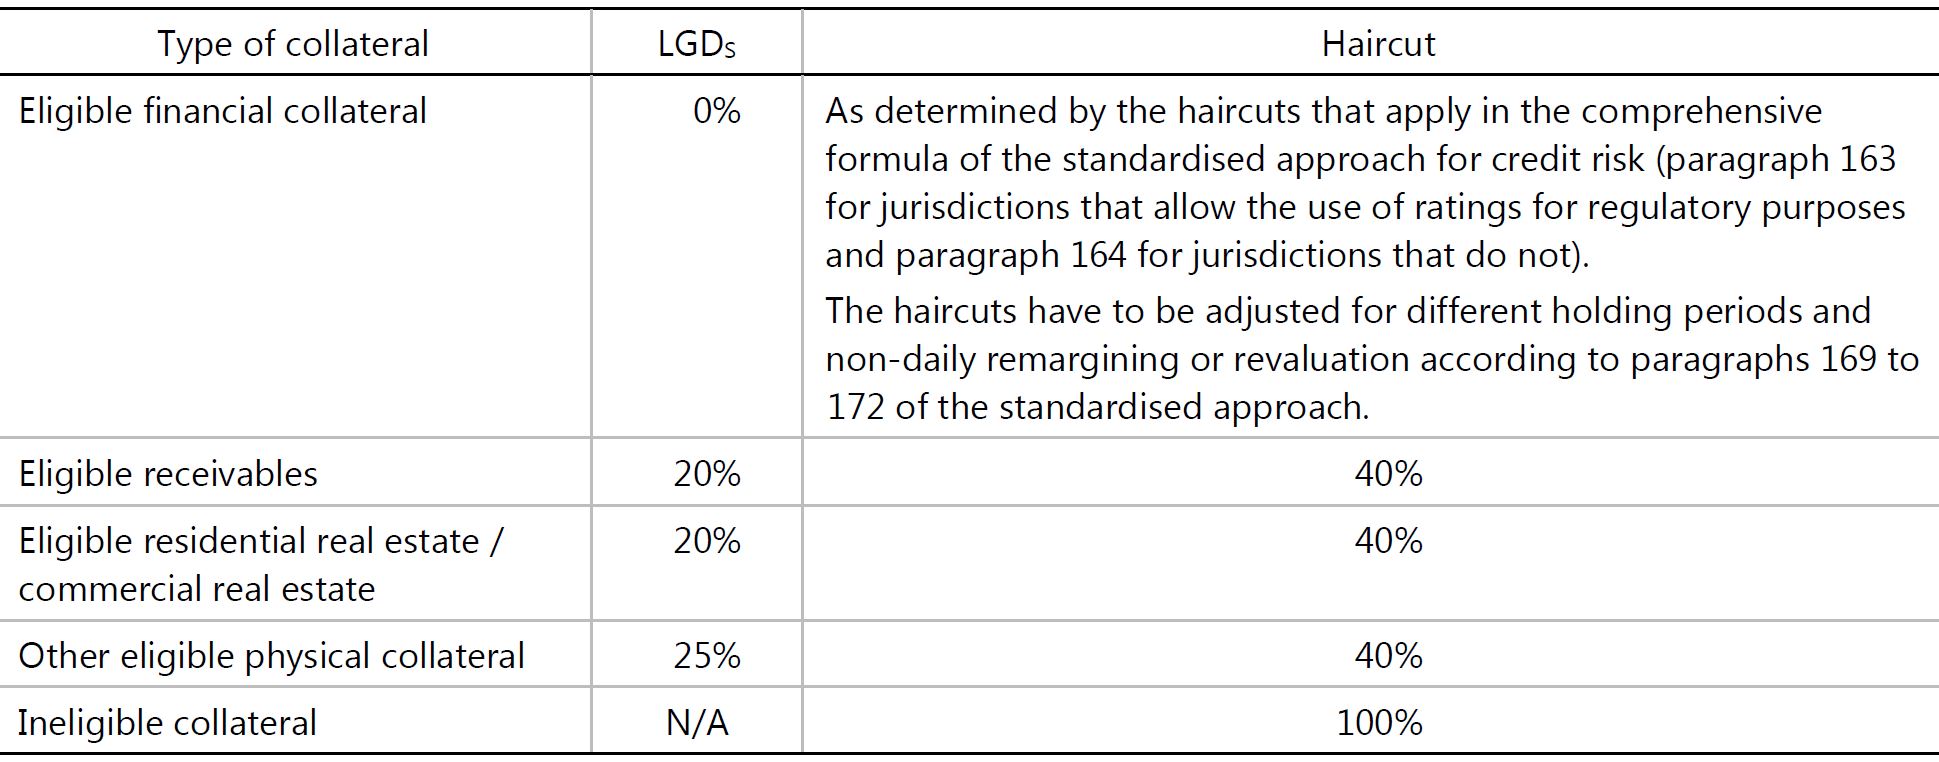 Type of collateral LGDS Haircut
Eligible financial collateral 0% As determined by the haircuts that apply in the comprehensive
formula of the standardised approach for credit risk (paragraph 163
for jurisdictions that allow the use of ratings for regulatory purposes
and paragraph 164 for jurisdictions that do not).
The haircuts have to be adjusted for different holding periods and
non-daily remargining or revaluation according to paragraphs 169 to
172 of the standardised approach.
Eligible receivables 20% 40%
Eligible residential real estate / 20% 40%
commercial real estate
Other eligible physical collateral 25% 40%
Ineligible collateral N/A 100%